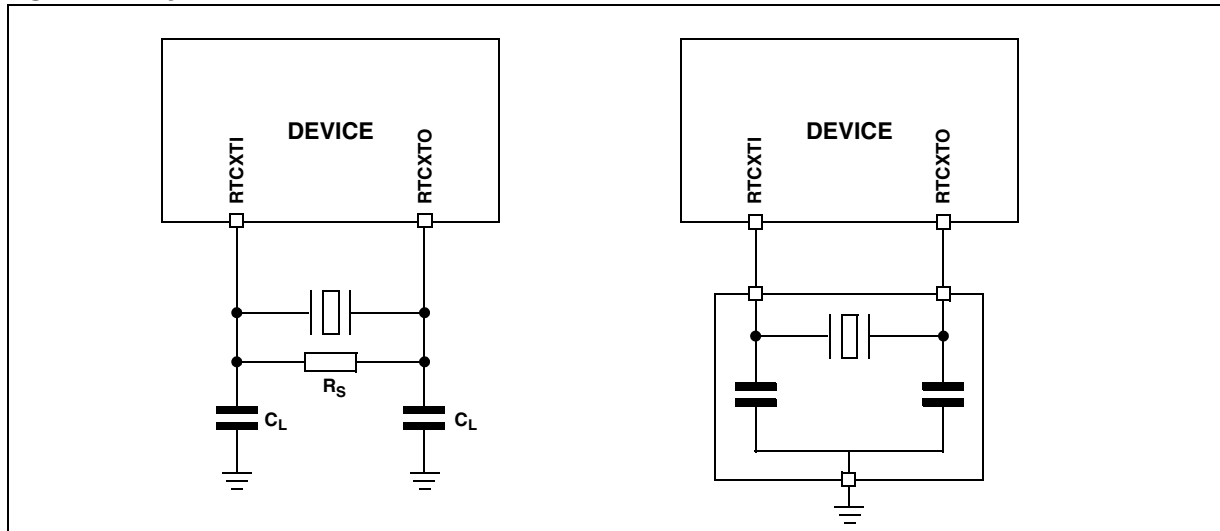 DEVICE
RTCXTI
RTCXTO
R_S
C_L
C_L
DEVICE
RTCXTI
RTCXTO